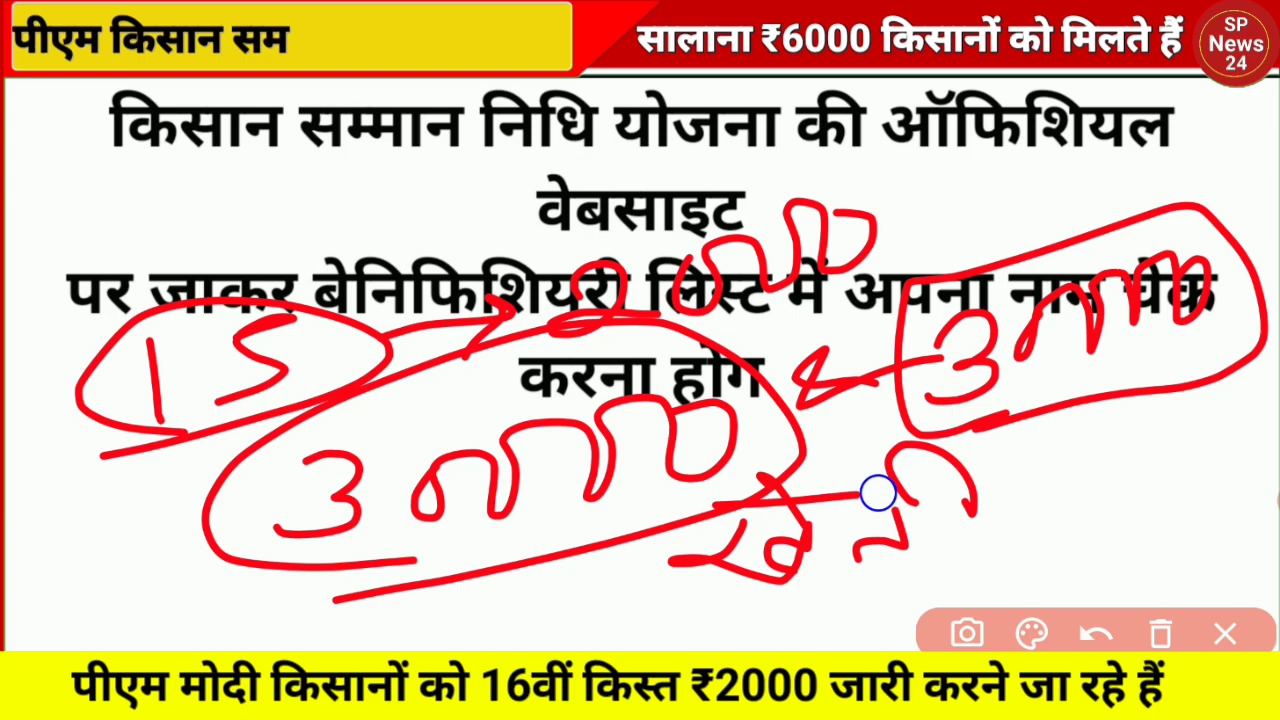 पीएम किसान सम
सालाना ₹6000 किसानों को मिलते हैं
SP
News
24
किसान सम्मान निधि योजना की ऑफिशियल
वेबसाइट
पर जाकर बेनिफिशियरी लिस्ट में अपना नाम चेक
करना होग
15
2000
3000
3000
पीएम मोदी किसानों को 16वीं किस्त ₹2000 जारी करने जा रहे हैं